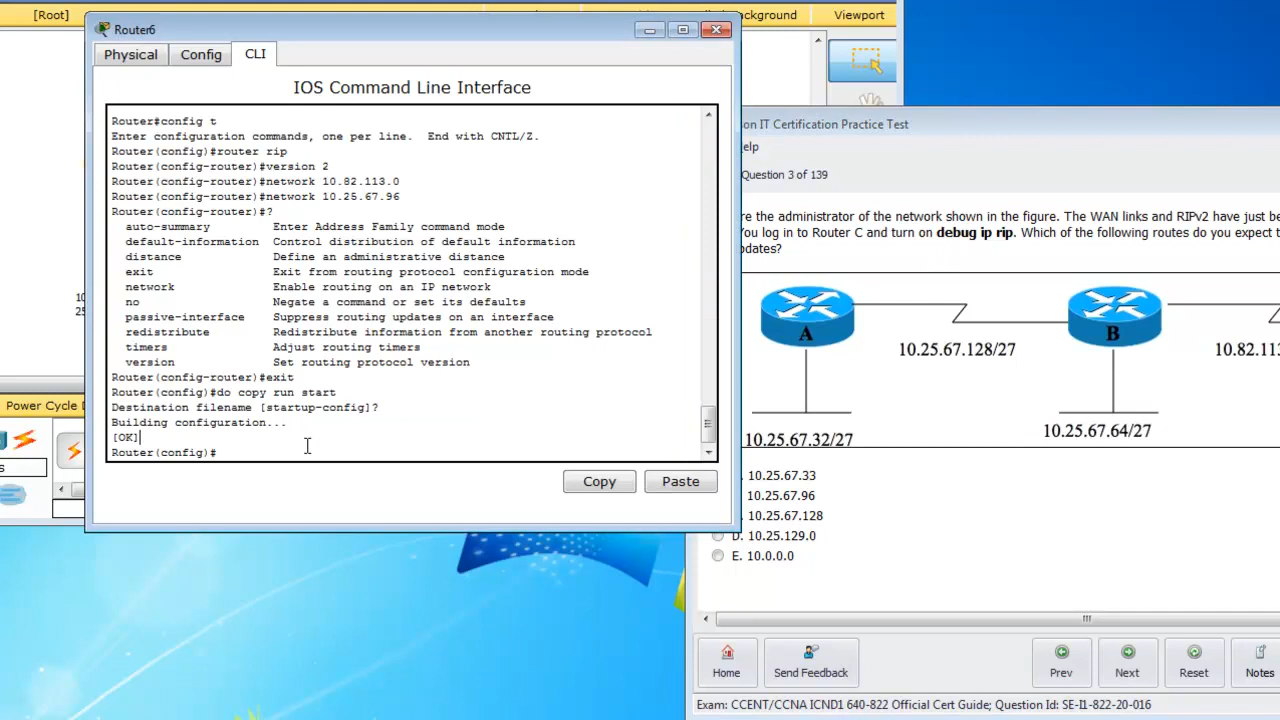 [Root]
ackground
Viewport
Router6
Physical
Config
CLI
IOS Command Line Interface
Router#config t
Enter configuration commands, one per line.  End with CNTL/Z.
Router(config)#router rip
Router(config-router)#version 2
Router(config-router)#network 10.82.113.0
Router(config-router)#network 10.25.67.96
Router(config-router)#?
auto-summary Enter Address Family command mode
default-information Control distribution of default information
distance Define an administrative distance
exit Exit from routing protocol configuration mode
network Enable routing on an IP network
no Negate a command or set its defaults
passive-interface Suppress routing updates on an interface
redistribute Redistribute information from another routing protocol
timers Adjust routing timers
version Set routing protocol version
Router(config-router)#exit
Router(config)#do copy run start
Destination filename [startup-config]?
Building configuration...
[OK]
Router(config)#
Copy
Paste
10
25
Power Cycle D
s
on IT Certification Practice Test
elp
Question 3 of 139
re the administrator of the network shown in the figure. The WAN links and RIPv2 have just be
You log in to Router C and turn on debug ip rip. Which of the following routes do you expect t
pdates?
A
B
10.25.67.128/27
10.82.113
10.25.67.32/27
10.25.67.64/27
10.25.67.33
10.25.67.96
10.25.67.128
D. 10.25.129.0
E. 10.0.0.0
Home
Send Feedback
Prev
Next
Reset
Notes
Exam: CCENT/CCNA ICND1 640-822 Official Cert Guide; Question Id: SE-I1-822-20-016